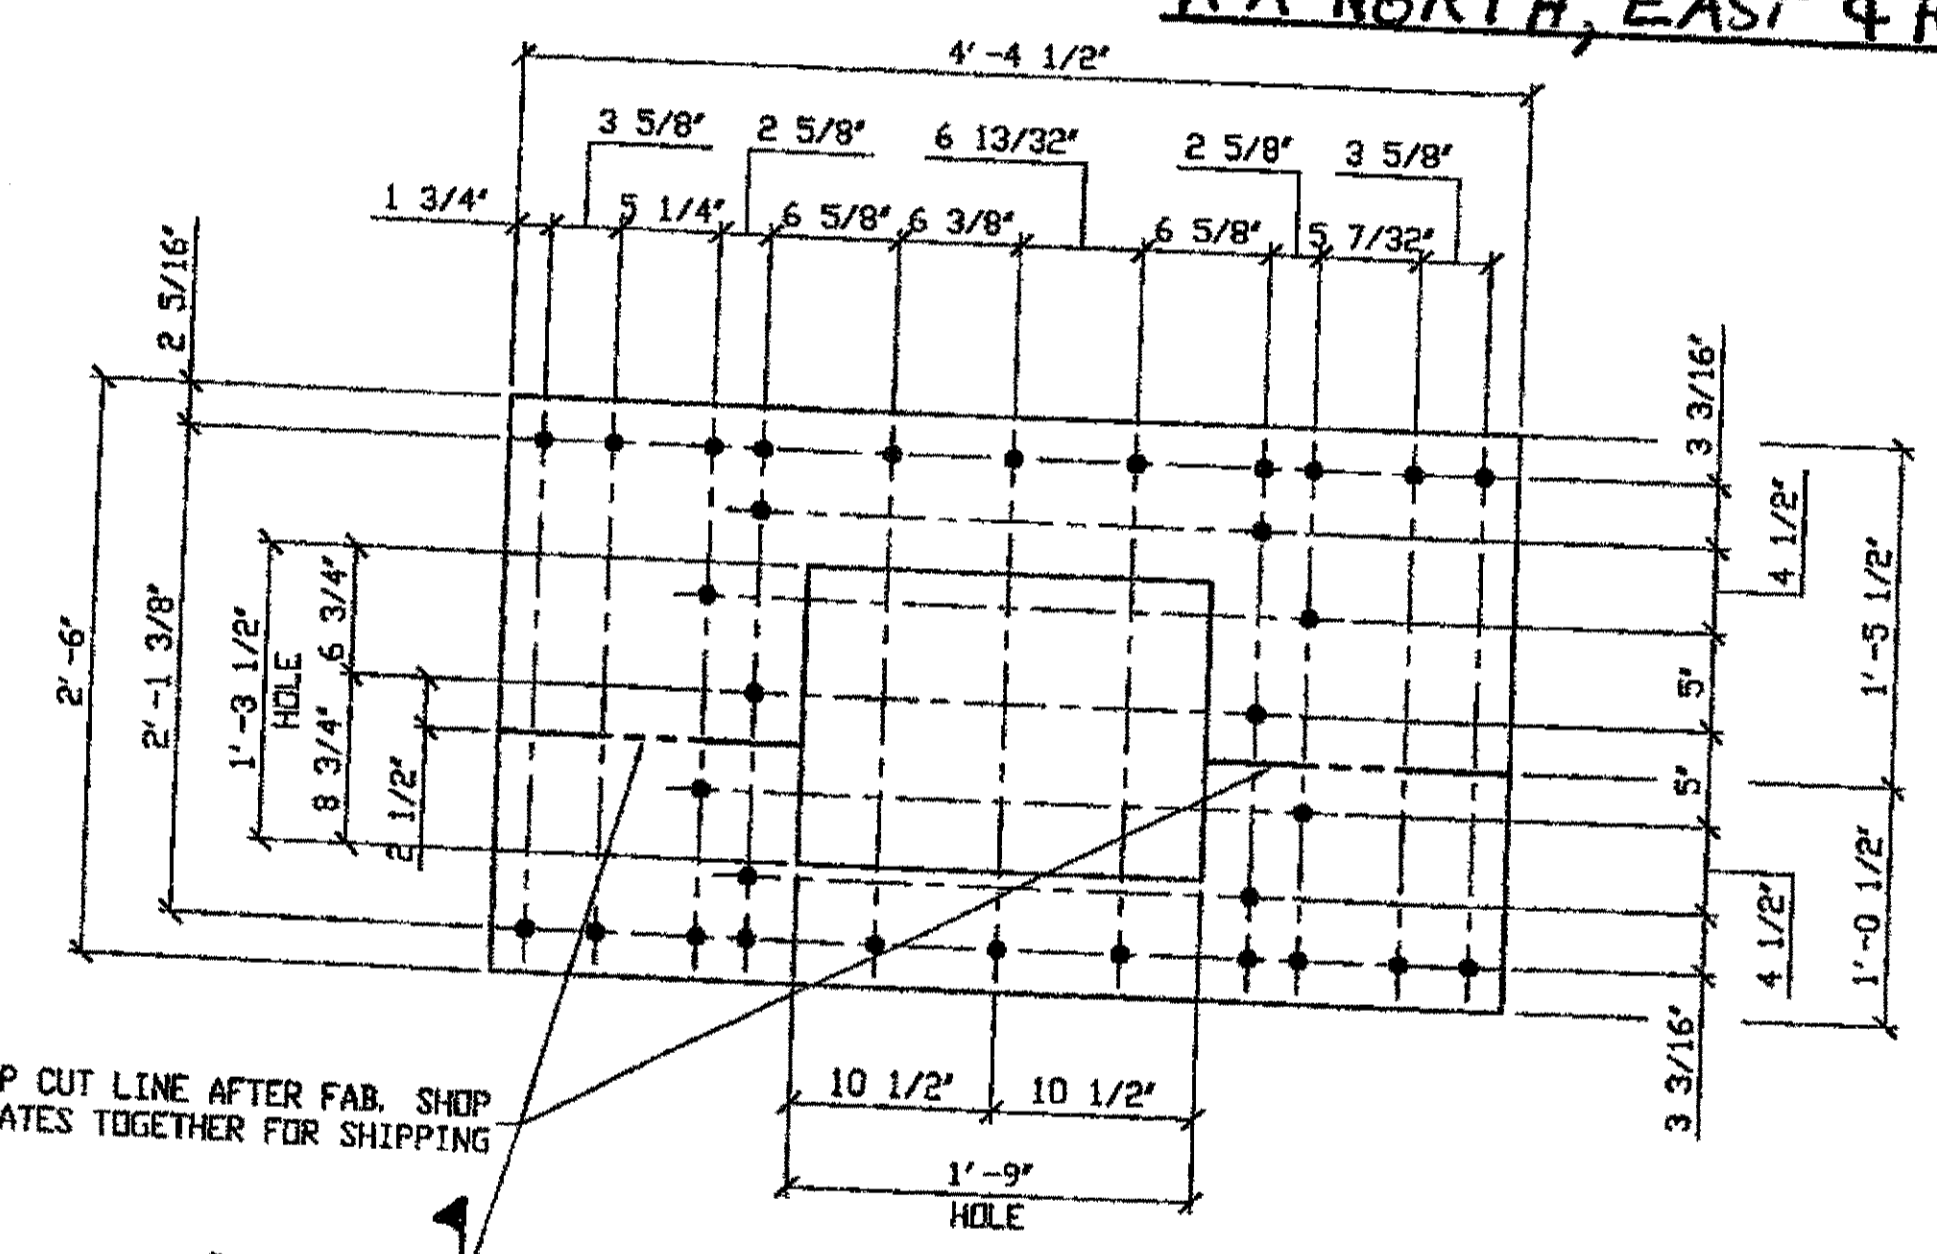 NORTH, EAST &
4'-4 1/2"
3 5/8" 2 5/8" 6 13/32" 2 5/8" 3 5/8"
1 3/4" 5 1/4" 6 5/8" 6 3/8" 6 5/8" 5 7/32"
2 5/16"
3 3/16"
4 1/2"
2'-6"
2'-1 3/8"
1'-3 1/2"
HOLE
6 3/4"
8 3/4"
2 1/2"
5"
5"
1'-5 1/2"
1'-0 1/2"
4 1/2"
3 3/16"
P CUT LINE AFTER FAB. SHOP
ATES TOGETHER FOR SHIPPING
10 1/2" 10 1/2"
1'-9"
HOLE